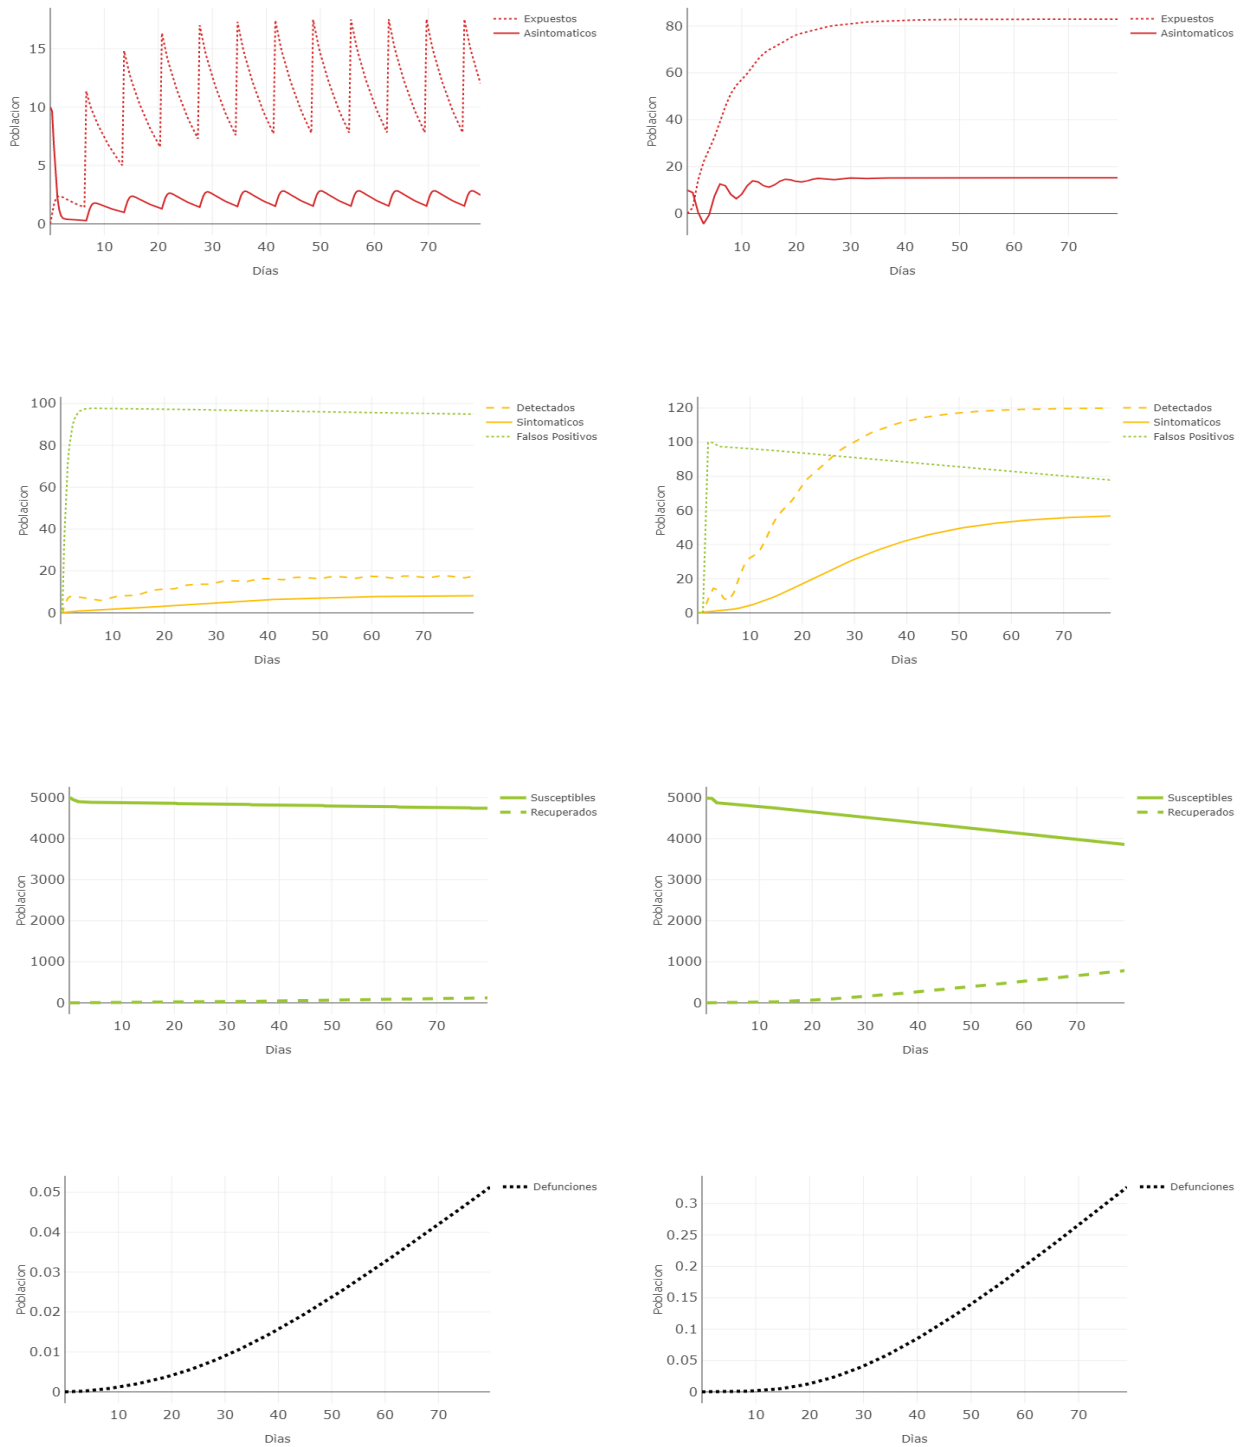 Expuestos
Asintomaticos
15
10
5
0
Poblacion
10 20 30 40 50 60 70
Días
Expuestos
Asintomaticos
80
60
40
20
0
Poblacion
10 20 30 40 50 60 70
Días
Detectados
Sintomaticos
Falsos Positivos
100
80
60
40
20
0
Poblacion
10 20 30 40 50 60 70
Dìas
Detectados
Sintomaticos
Falsos Positivos
120
100
80
60
40
20
0
Poblacion
10 20 30 40 50 60 70
Dìas
Susceptibles
Recuperados
5000
4000
3000
2000
1000
0
Poblacion
10 20 30 40 50 60 70
Dìas
Susceptibles
Recuperados
5000
4000
3000
2000
1000
0
Poblacion
10 20 30 40 50 60 70
Dìas
Defunciones
0.05
0.04
0.03
0.02
0.01
0
Poblacion
10 20 30 40 50 60 70
Dìas
Defunciones
0.3
0.25
0.2
0.15
0.1
0.05
0
Poblacion
10 20 30 40 50 60 70
Dìas